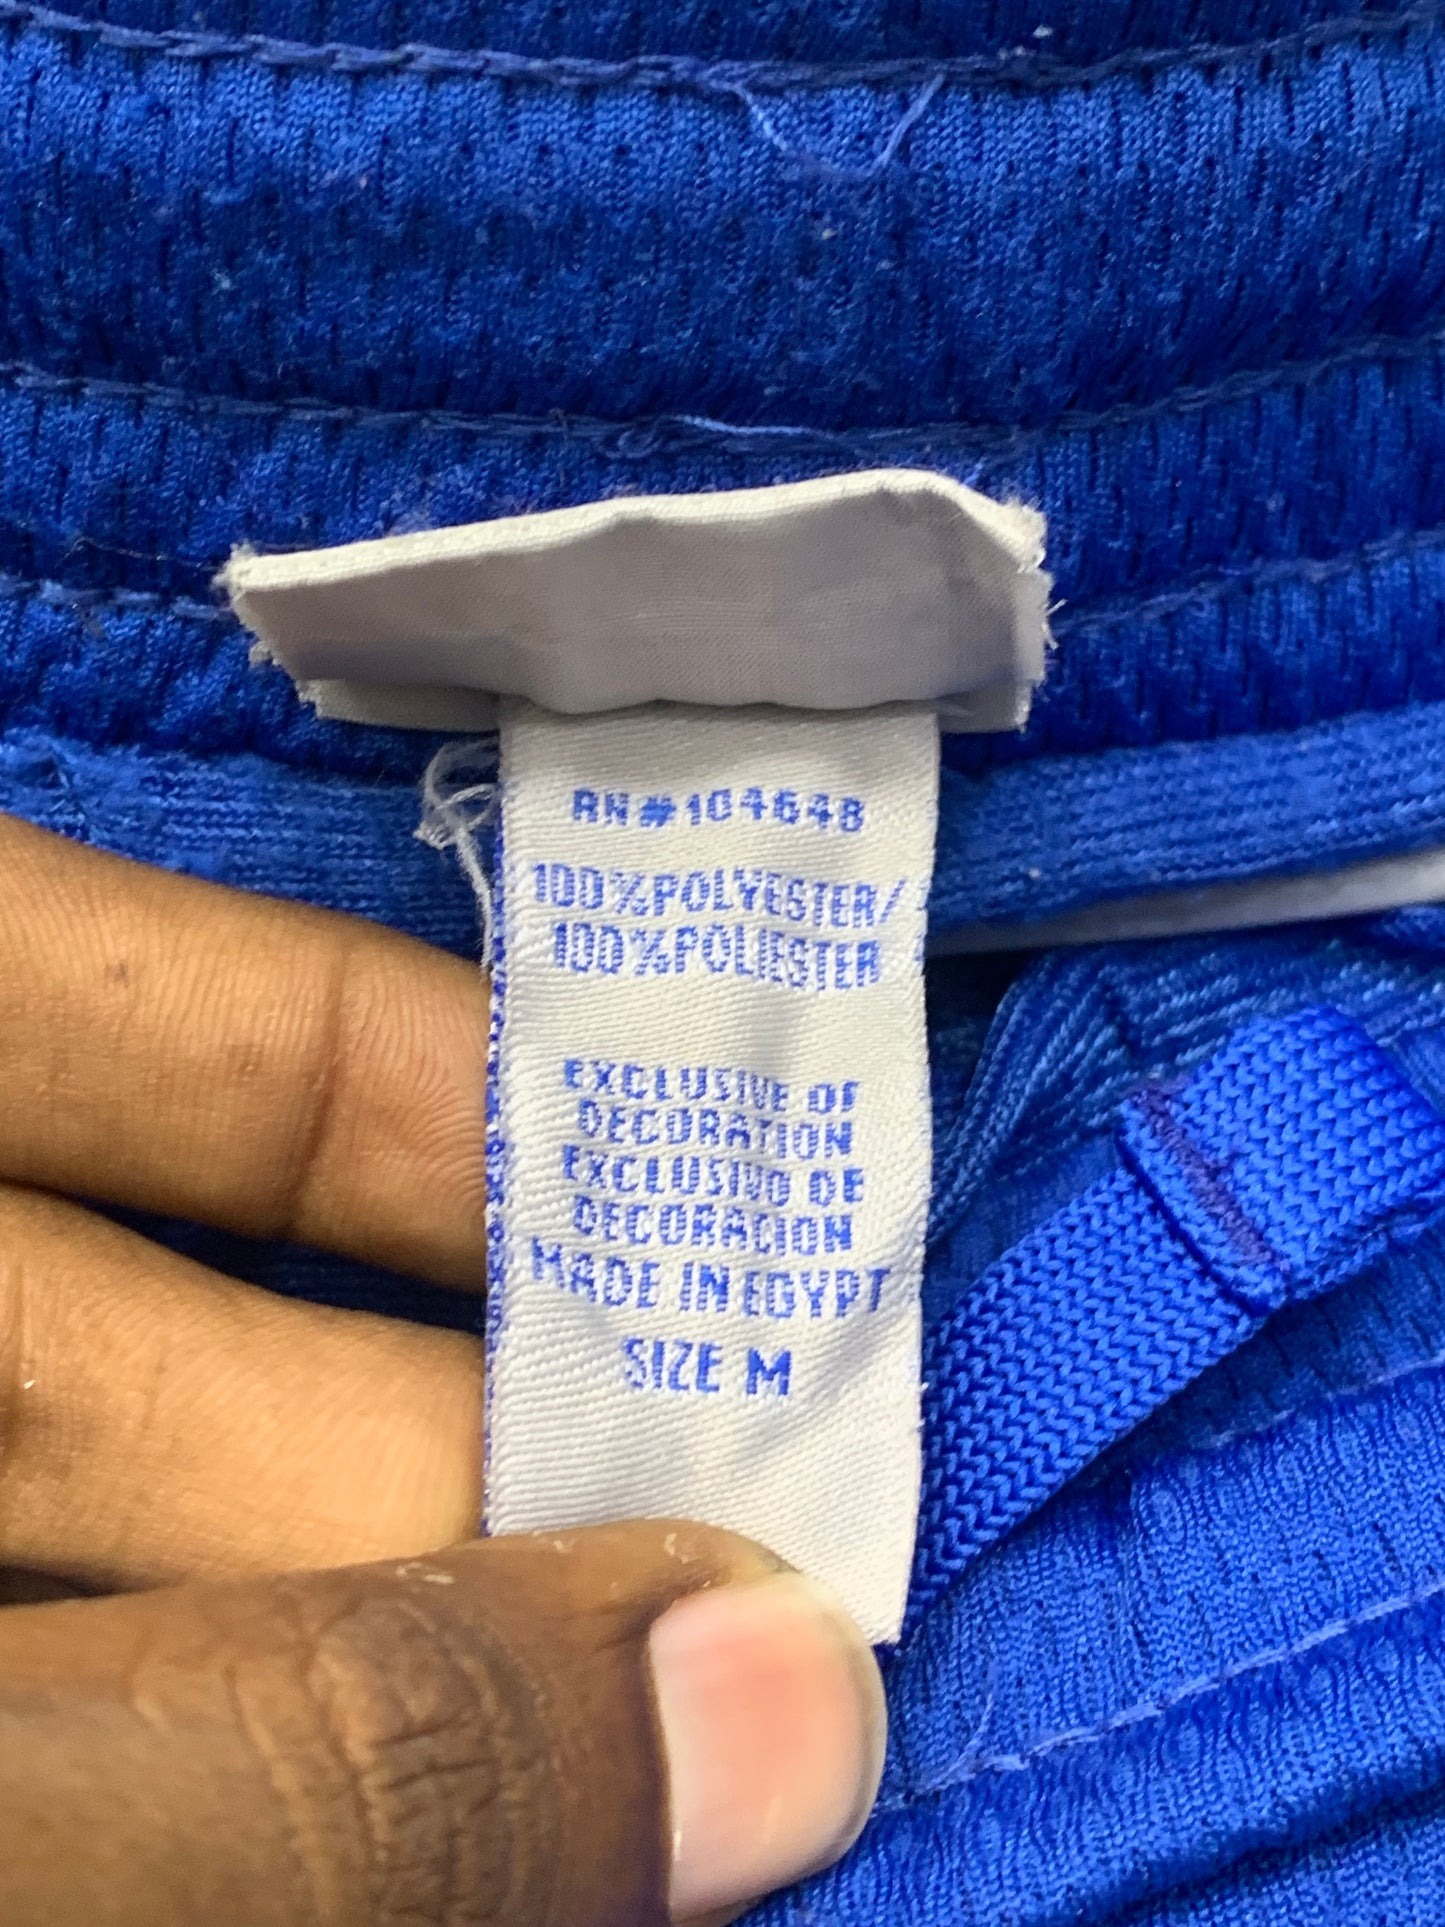 RN#104648
100%POLYESTER/
100%POLIESTER
EXCLUSIVE OF
DECORATION
EXCLUSIVO DE
DECORACION
MADE IN EGYPT
SIZE M